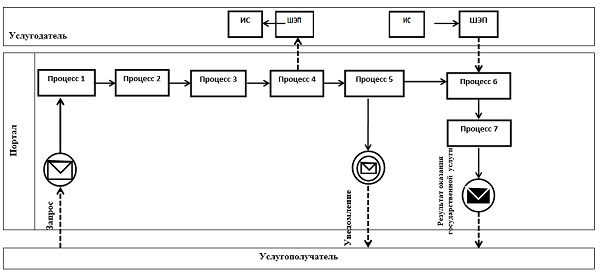 Услугодатель
ИС
ШЭП
ИС
ШЭП
Портал
Процесс 1
Процесс 2
Процесс 3
Процесс 4
Процесс 5
Процесс 6
Процесс 7
Запрос
Уведомление
Результат оказания
государственной услуги
Услугополучатель